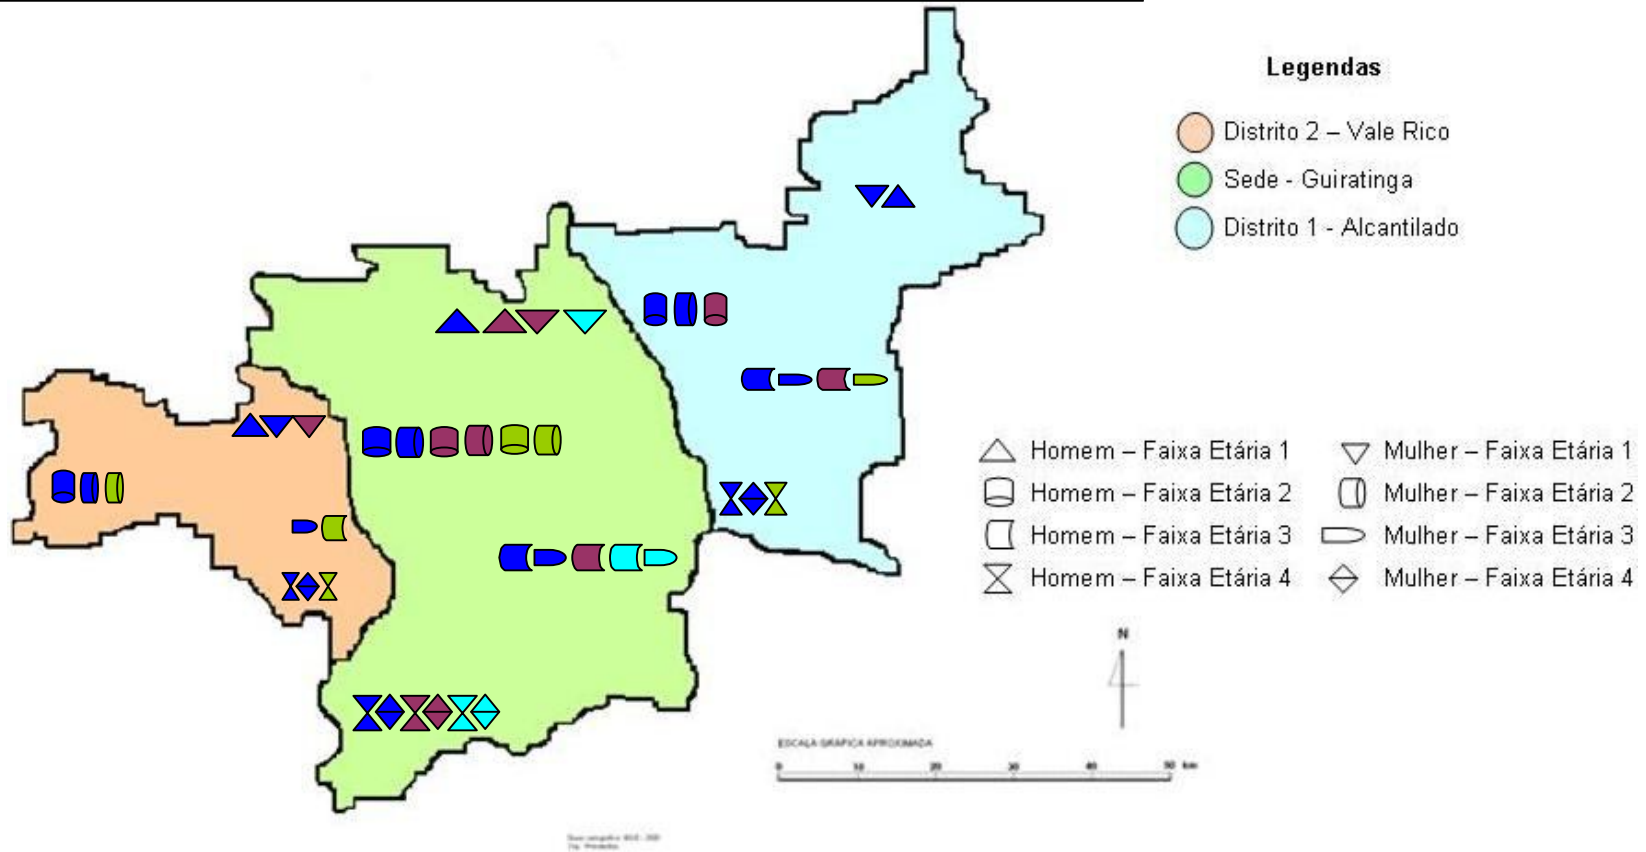 Legendas
Distrito 2 – Vale Rico
Sede - Guiratinga
Distrito 1 - Alcantilado
Homem – Faixa Etária 1
Mulher – Faixa Etária 1
Homem – Faixa Etária 2
Mulher – Faixa Etária 2
Homem – Faixa Etária 3
Mulher – Faixa Etária 3
Homem – Faixa Etária 4
Mulher – Faixa Etária 4
N
ESCALA GRÁFICA APROXIMADA
0 10 20 30 40 50 km